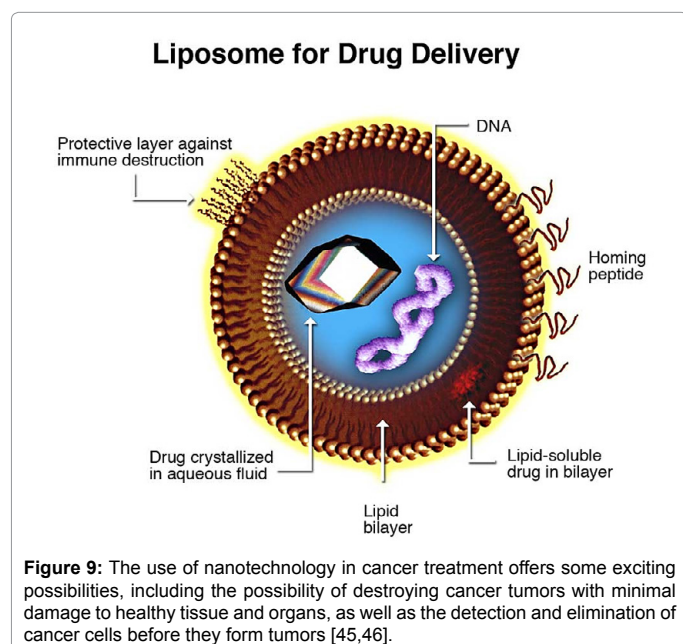 Liposome for Drug Delivery
DNA
Protective layer against
immune destruction
Homing
peptide
Drug crystallized
in aqueous fluid
Lipid-soluble
drug in bilayer
Lipid
bilayer
Figure 9: The use of nanotechnology in cancer treatment offers some exciting
possibilities, including the possibility of destroying cancer tumors with minimal
damage to healthy tissue and organs, as well as the detection and elimination of
cancer cells before they form tumors [45,46].